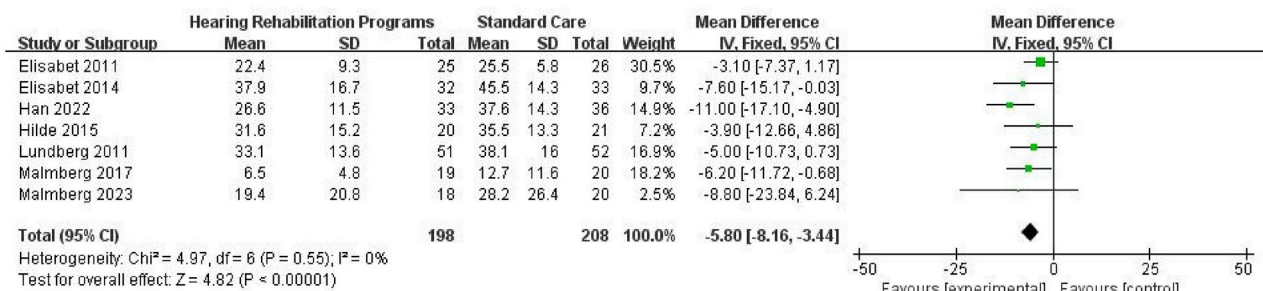 Hearing Rehabilitation Programs Standard Care Mean Difference Mean Difference
Study or Subgroup Mean SD Total Mean SD Total Weight IV, Fixed, 95% CI IV, Fixed, 95% CI
Elisabet 2011 22.4 9.3 25 25.5 5.8 26 30.5% -3.10 [-7.37, 1.17]
Elisabet 2014 37.9 16.7 32 45.5 14.3 33 9.7% -7.60 [-15.17, -0.03]
Han 2022 26.6 11.5 33 37.6 14.3 36 14.9% -11.00 [-17.10, -4.90]
Hilde 2015 31.6 15.2 20 35.5 13.3 21 7.2% -3.90 [-12.66, 4.86]
Lundberg 2011 33.1 13.6 51 38.1 16 52 16.9% -5.00 [-10.73, 0.73]
Malmberg 2017 6.5 4.8 19 12.7 11.6 20 18.2% -6.20 [-11.72, -0.68]
Malmberg 2023 19.4 20.8 18 28.2 26.4 20 2.5% -8.80 [-23.84, 6.24]
Total (95% CI) 198 208 100.0% -5.80 [-8.16, -3.44]
Heterogeneity: Chi² = 4.97, df = 6 (P = 0.55); I² = 0%
Test for overall effect: Z = 4.82 (P < 0.00001)
-50 -25 0 25 50
Favours [experimental] Favours [control]